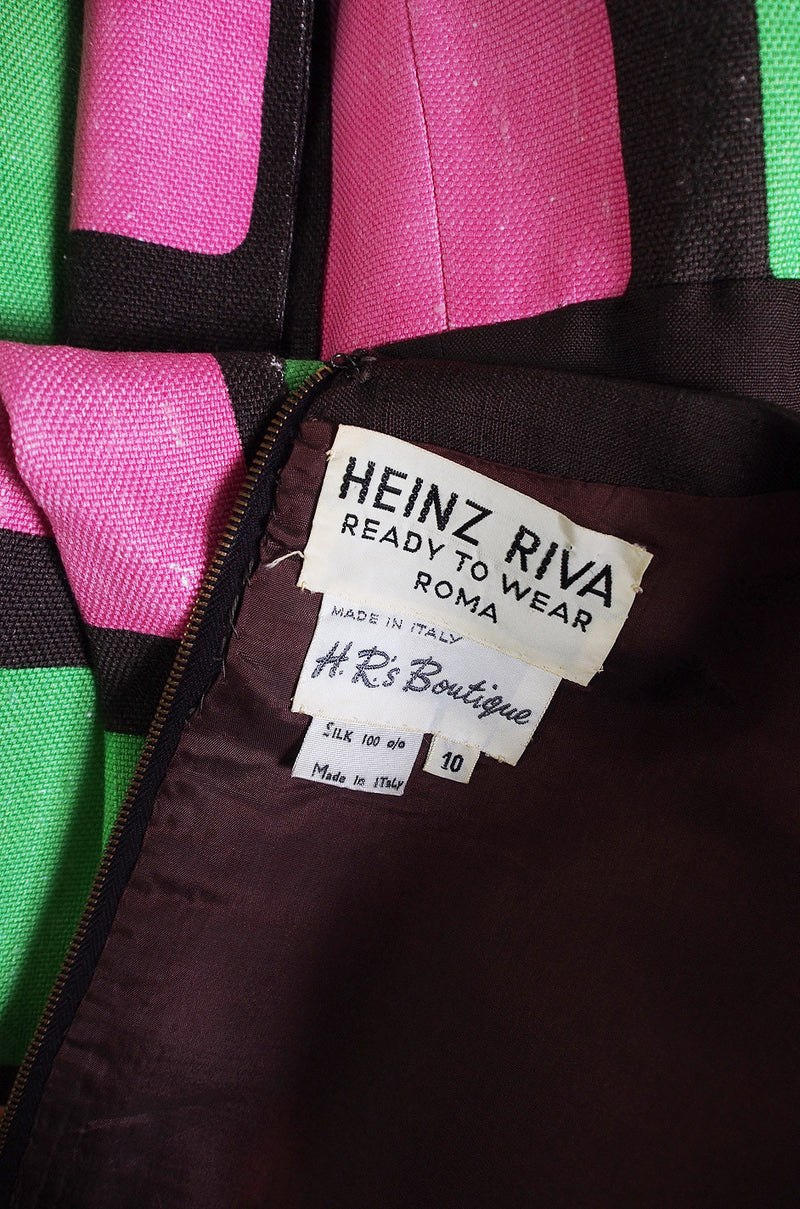 HEINZ RIVA
READY TO WEAR
ROMA
MADE IN ITALY
H.R's Boutique
SILK 100 o/o
Made in ITALY
10